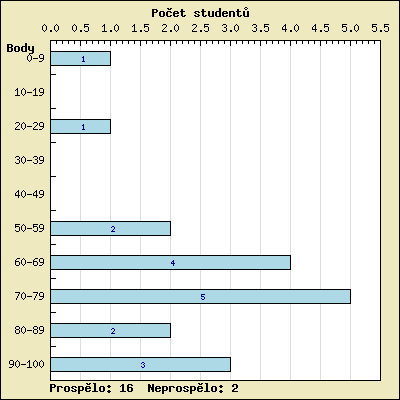 Počet studentů
0.0 0.5 1.0 1.5 2.0 2.5 3.0 3.5 4.0 4.5 5.0 5.5
Body
0-9 1
10-19
20-29 1
30-39
40-49
50-59 2
60-69 4
70-79 5
80-89 2
90-100 3
Prospělo: 16 Neprospělo: 2